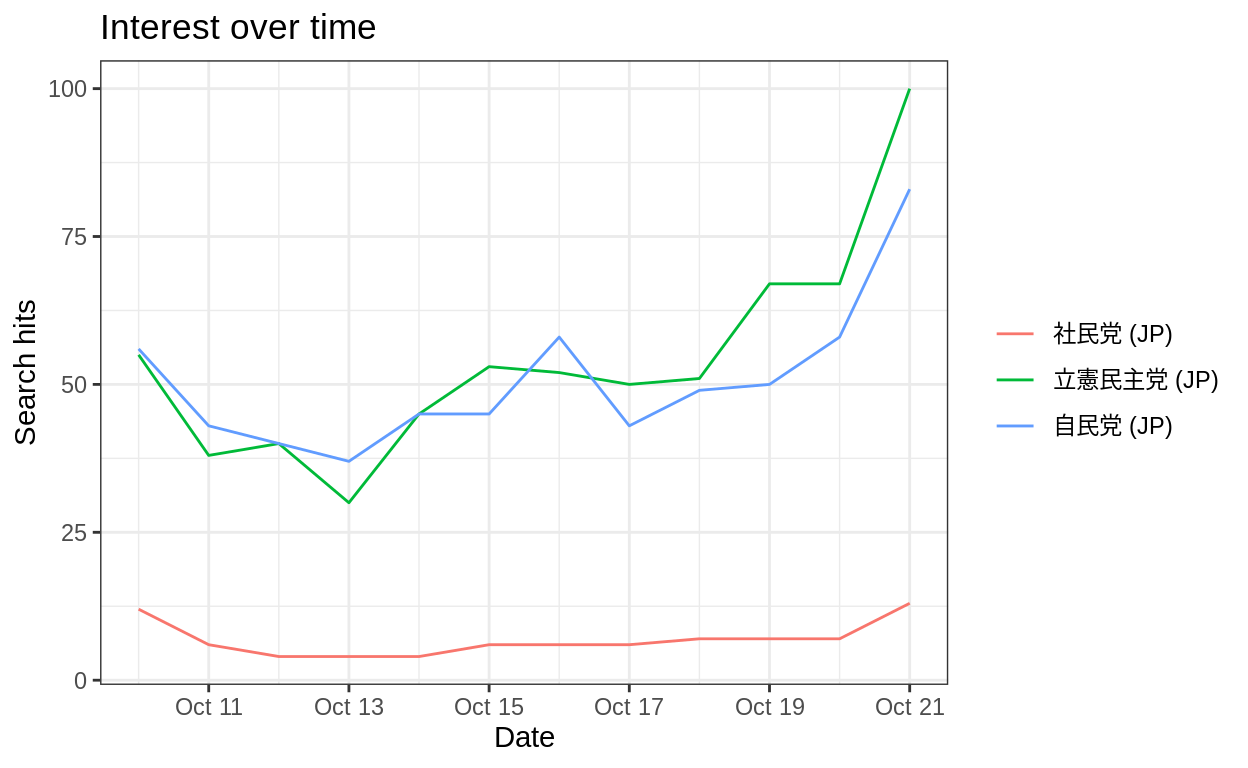 Interest over time
100
75
50
25
0
Search hits
Oct 11
Oct 13
Oct 15
Oct 17
Oct 19
Oct 21
Date
社民党 (JP)
立憲民主党 (JP)
自民党 (JP)